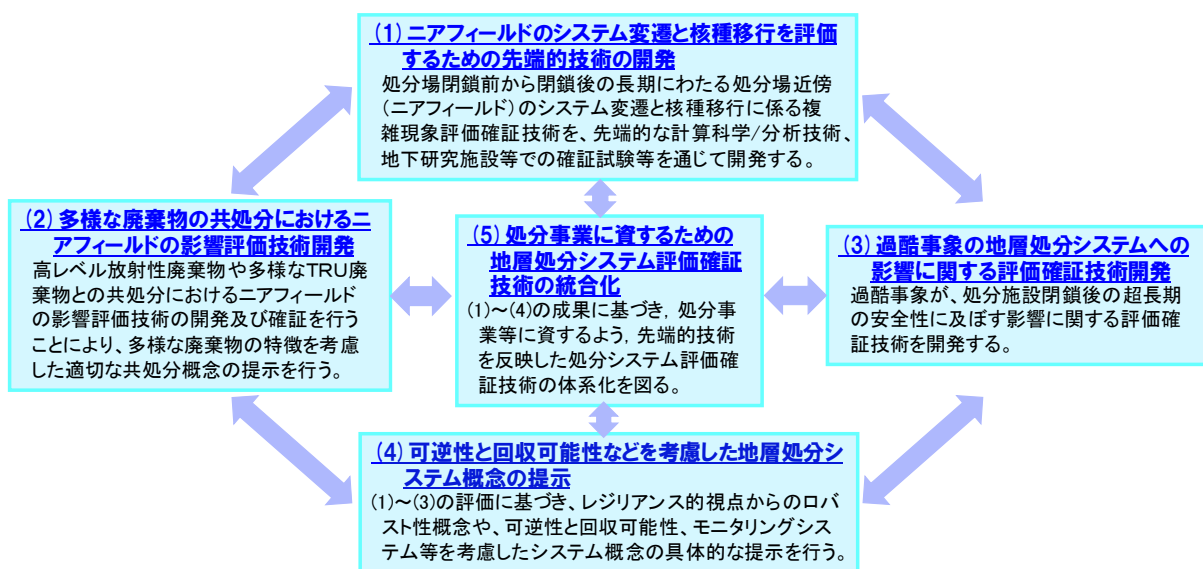 (1) ニアフィールドのシステム変遷と核種移行を評価
するための先端的技術の開発
処分場閉鎖前から閉鎖後の長期にわたる処分場近傍
(ニアフィールド)のシステム変遷と核種移行に係る複
雑現象評価確証技術を、先端的な計算科学/分析技術、
地下研究施設等での確証試験等を通じて開発する。
(2) 多様な廃棄物の共処分におけるニ
アフィールドの影響評価技術開発
高レベル放射性廃棄物や多様なTRU廃
棄物との共処分におけるニアフィールド
の影響評価技術の開発及び確証を行う
ことにより、多様な廃棄物の特徴を考慮
した適切な共処分概念の提示を行う。
(5) 処分事業に資するための
地層処分システム評価確証
技術の統合化
(1)~(4)の成果に基づき，処分事
業等に資するよう，先端的技術
を反映した処分システム評価確
証技術の体系化を図る。
(3) 過酷事象の地層処分システムへの
影響に関する評価確証技術開発
過酷事象が、処分施設閉鎖後の超長期
の安全性に及ぼす影響に関する評価確
証技術を開発する。
(4) 可逆性と回収可能性などを考慮した地層処分シ
ステム概念の提示
(1)~(3)の評価に基づき、レジリアンス的視点からのロバ
スト性概念や、可逆性と回収可能性、モニタリングシス
テム等を考慮したシステム概念の具体的な提示を行う。